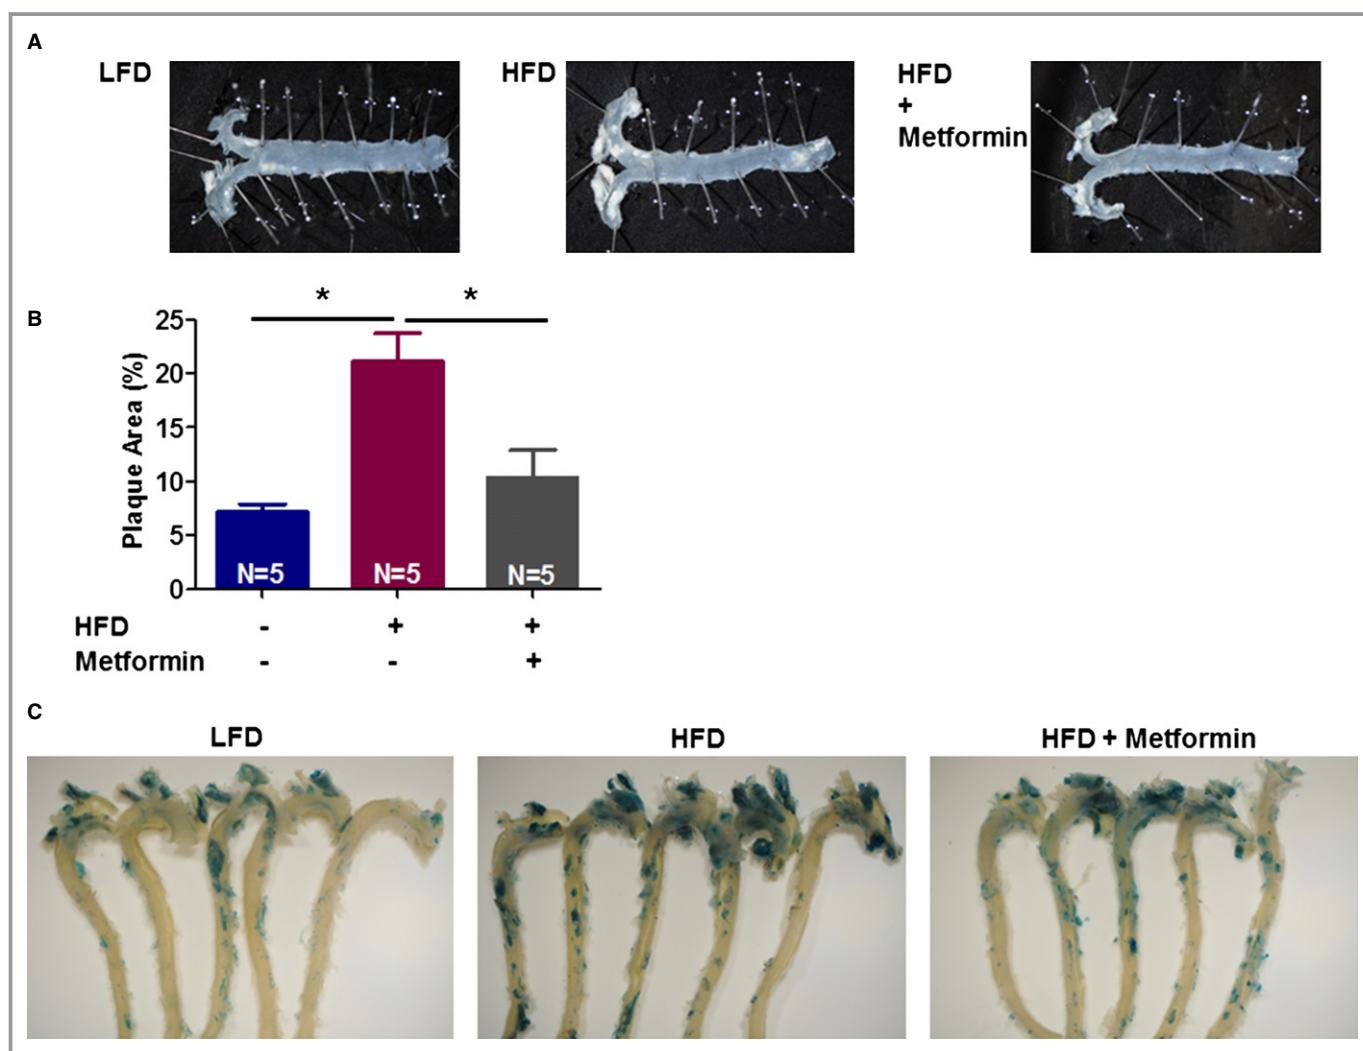 A
LFD
HFD
HFD
+
Metformin
B
* *
Plaque Area (%)
25
20
15
10
5
0
N=5 N=5 N=5
HFD - + +
Metformin - - +
C
LFD HFD HFD + Metformin